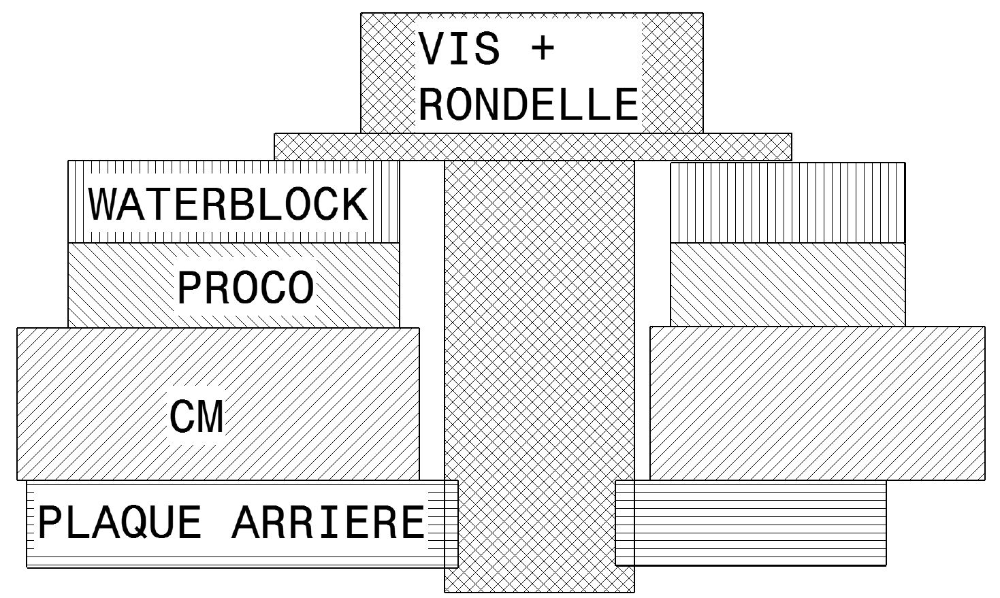 VIS +
RONDELLE
WATERBLOCK
PROCO
CM
PLAQUE ARRIERE